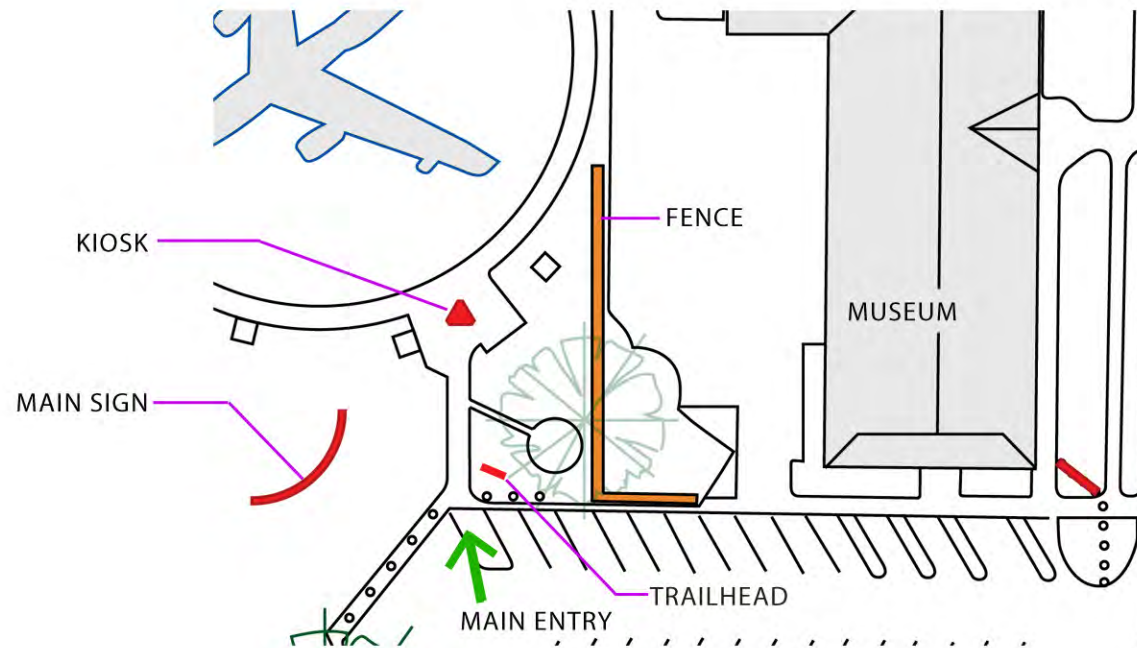 FENCE
KIOSK
MUSEUM
MAIN SIGN
TRAILHEAD
MAIN ENTRY